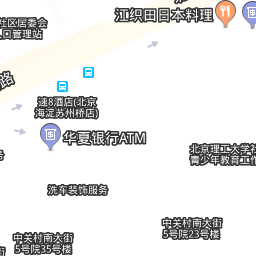 江织田日本料理
社区居委会
人口管理站
路
速8酒店(北京
海淀苏州桥店)
华夏银行ATM
北京理工大学社
青少年教育工作
洗车装饰服务
中关村南大街
5号院23号楼
中关村南大街
5号院35号楼